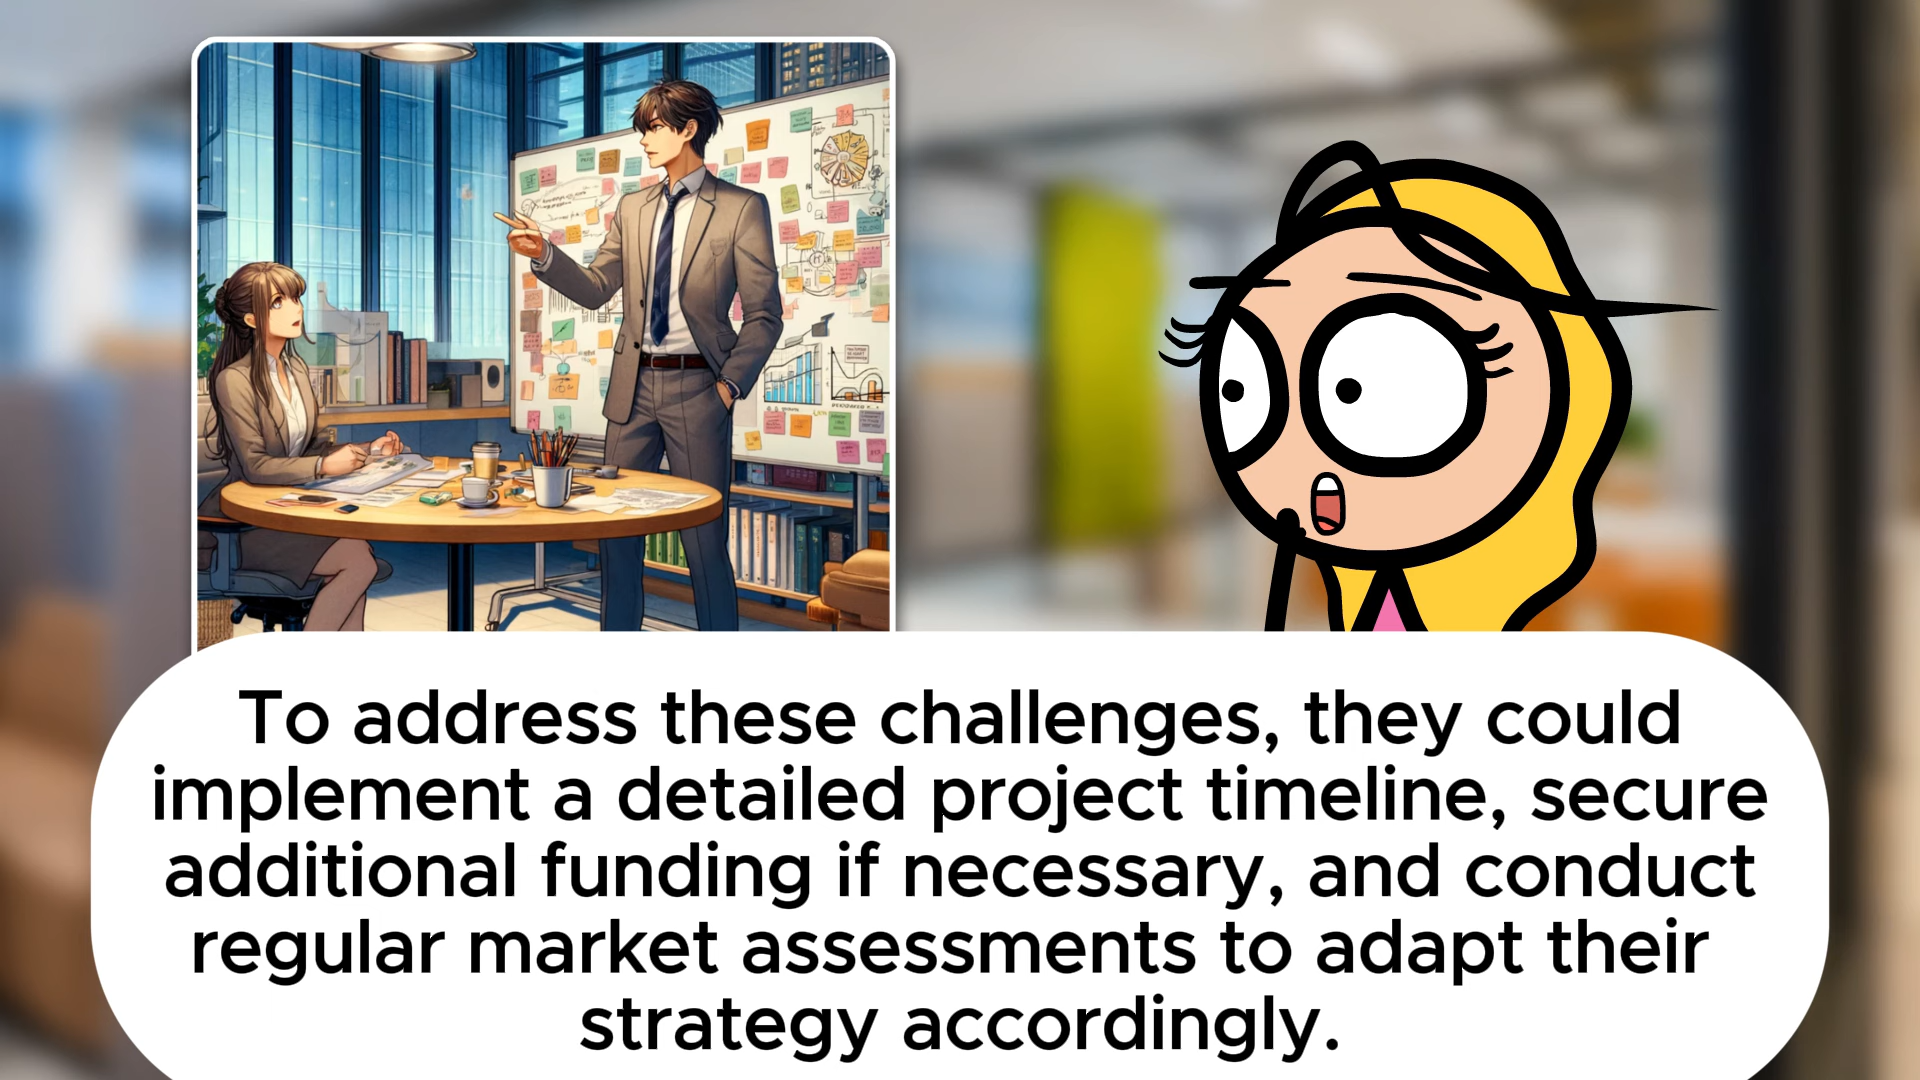 To address these challenges, they could
implement a detailed project timeline, secure
additional funding if necessary, and conduct
regular market assessments to adapt their
strategy accordingly.